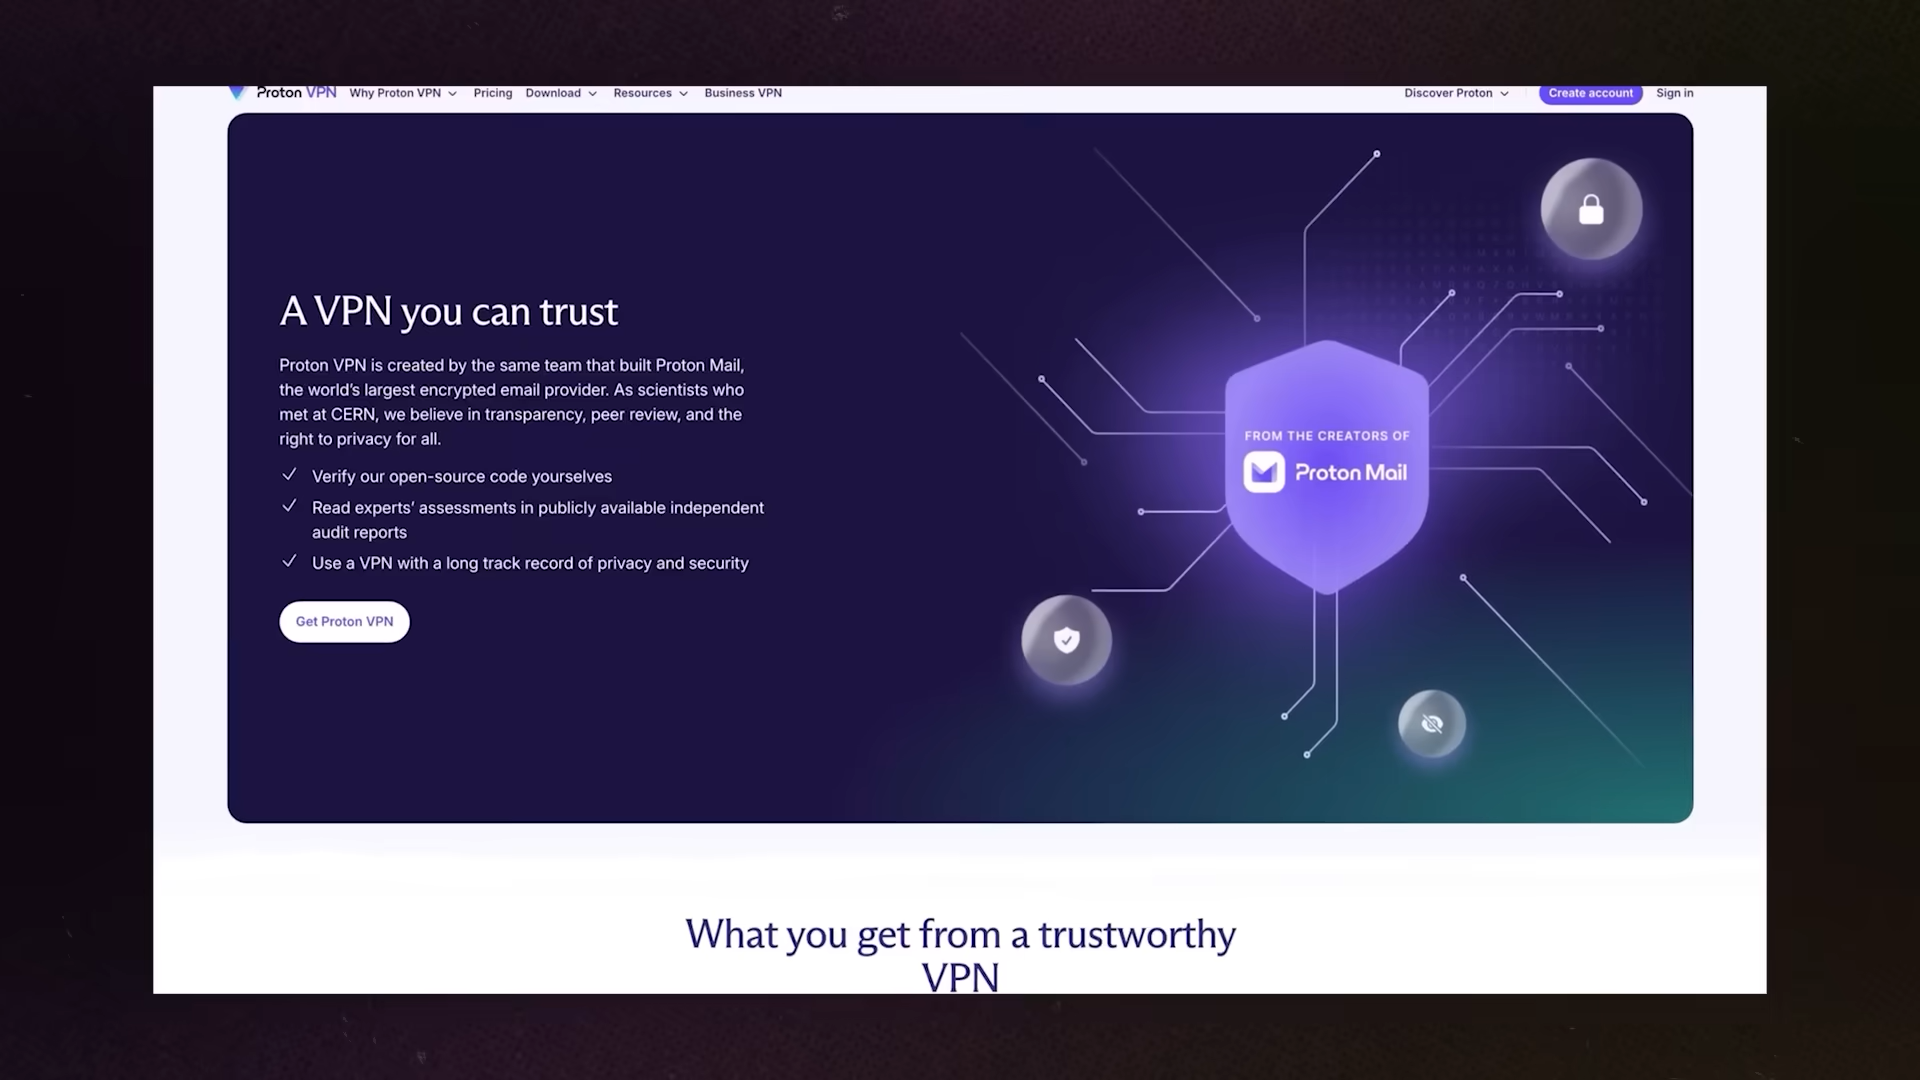 Proton VPN Why Proton VPN Pricing Download Resources Business VPN Discover Proton Create account Sign in
A VPN you can trust
Proton VPN is created by the same team that built Proton Mail,
the world’s largest encrypted email provider. As scientists who
met at CERN, we believe in transparency, peer review, and the
right to privacy for all.
Verify our open-source code yourselves
Read experts’ assessments in publicly available independent
audit reports
Use a VPN with a long track record of privacy and security
Get Proton VPN
FROM THE CREATORS OF
Proton Mail
What you get from a trustworthy
VPN